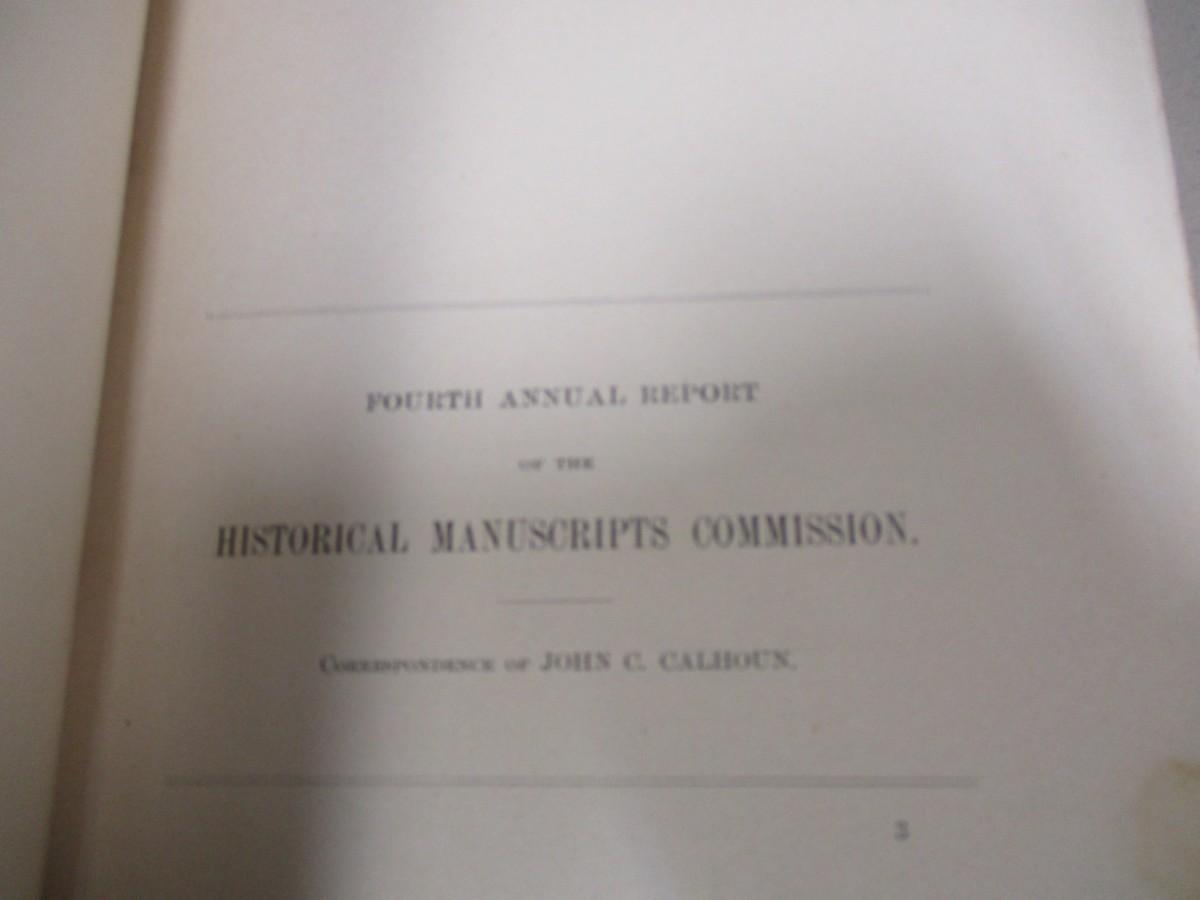 FOURTH ANNUAL REPORT
OF THE
HISTORICAL MANUSCRIPTS COMMISSION.
CORRESPONDENCE OF JOHN C. CALHOUN.
3